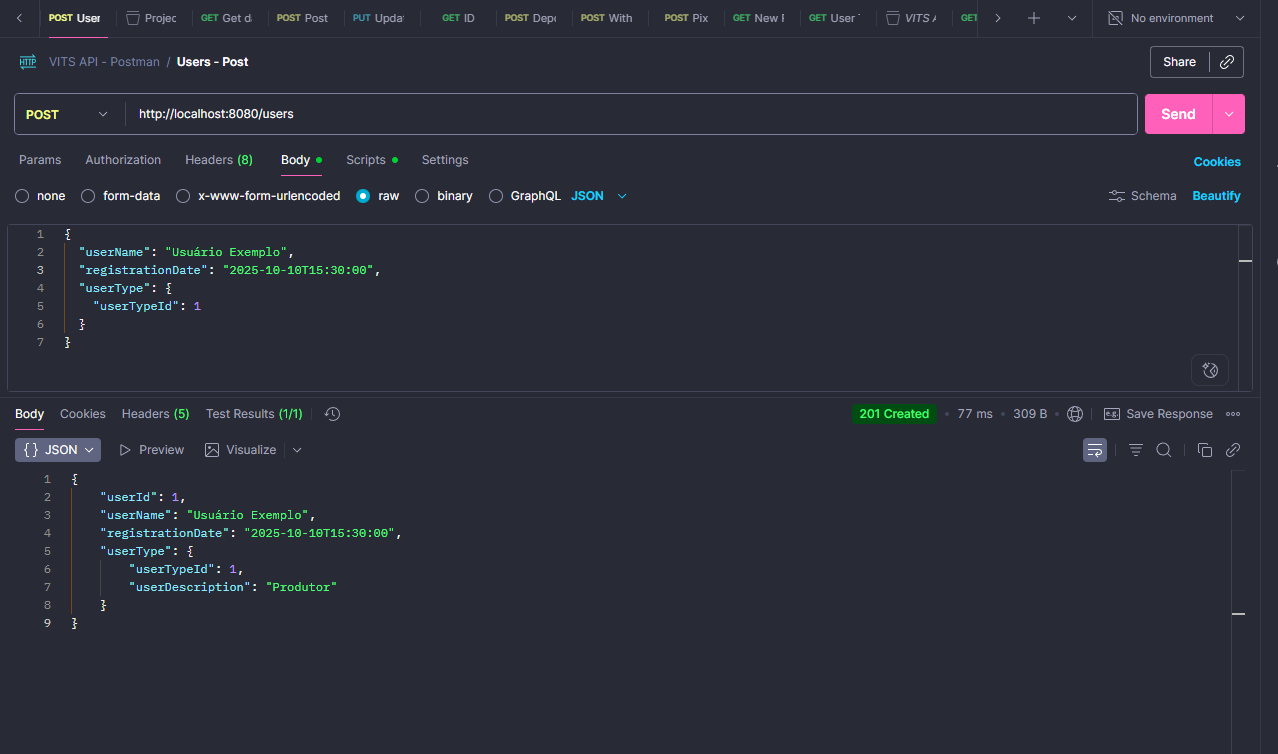 POST User Projec GET Get d POST Post PUT Upda GET ID POST Depo POST With POST Pix GET New GET User VITS GET No environment
VITS API - Postman / Users - Post Share
POST http://localhost:8080/users Send
Params Authorization Headers (8) Body Scripts Settings Cookies
none form-data x-www-form-urlencoded raw binary GraphQL JSON Schema Beautify
1 {
2 "userName": "Usuário Exemplo",
3 "registrationDate": "2025-10-10T15:30:00",
4 "userType": {
5 "userTypeId": 1
6 }
7 }
Body Cookies Headers (5) Test Results (1/1) 201 Created • 77 ms • 309 B • e.g. Save Response
{} JSON Preview Visualize
1 {
2 "userId": 1,
3 "userName": "Usuário Exemplo",
4 "registrationDate": "2025-10-10T15:30:00",
5 "userType": {
6 "userTypeId": 1,
7 "userDescription": "Produtor"
8 }
9 }